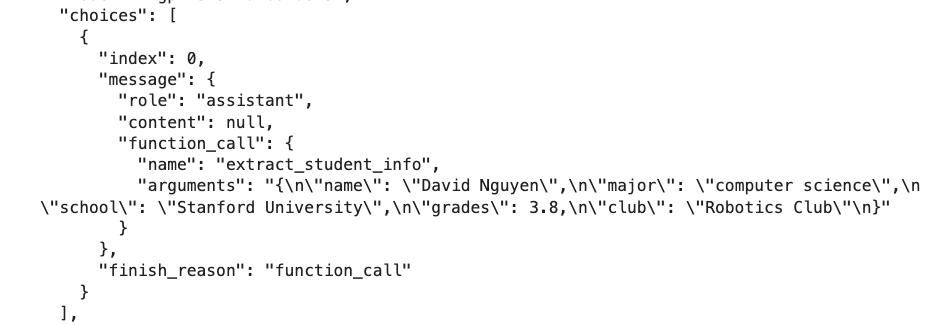 "choices": [
{
"index": 0,
"message": {
"role": "assistant",
"content": null,
"function_call": {
"name": "extract_student_info",
"arguments": "{\n\"name\": \"David Nguyen\",\n\"major\": \"computer science\",\n
\"school\": \"Stanford University\",\n\"grades\": 3.8,\n\"club\": \"Robotics Club\"\n}"
}
},
"finish_reason": "function_call"
}
],